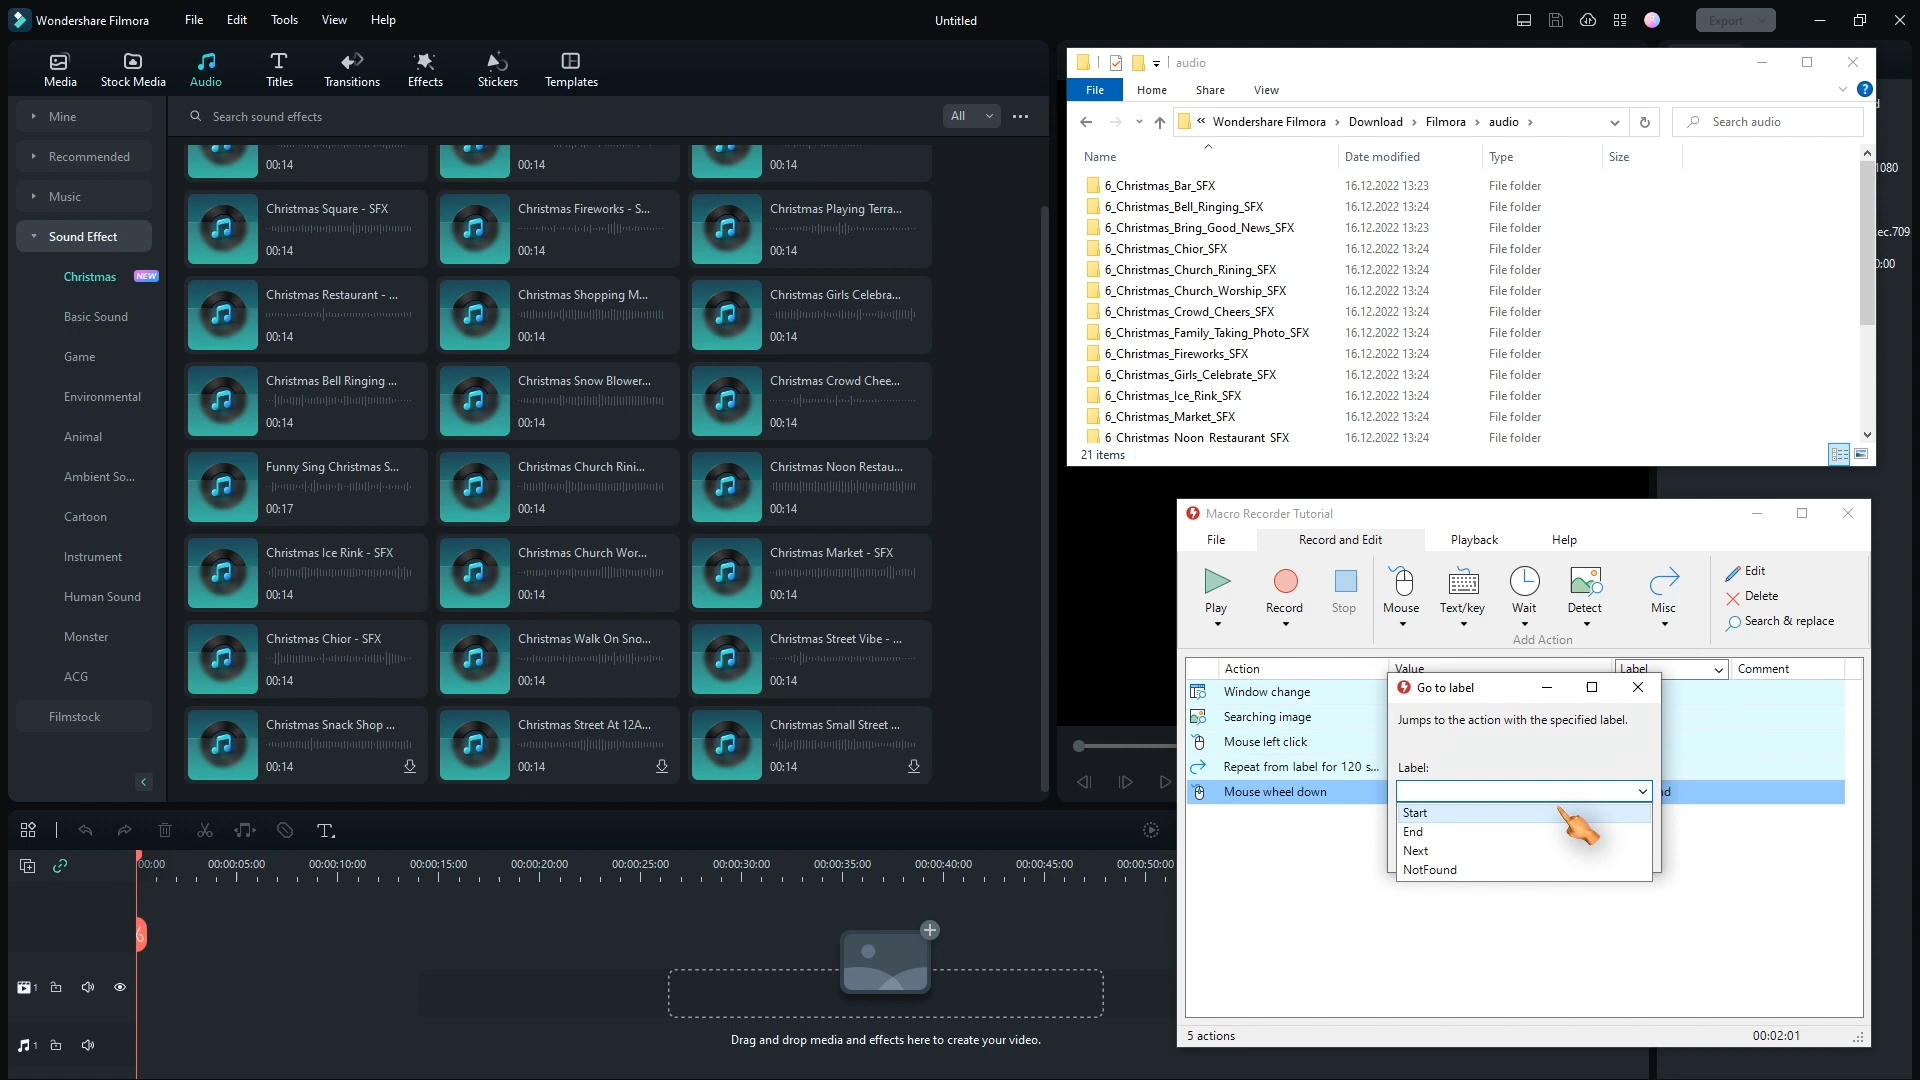 Wondershare Filmora
File
Edit
Tools
View
Help
Untitled
Export
Media
Stock Media
Audio
Titles
Transitions
Effects
Stickers
Templates
Mine
Recommended
Music
Sound Effect
Christmas
NEW
Basic Sound
Game
Environmental
Animal
Ambient So...
Cartoon
Instrument
Human Sound
Monster
ACG
Filmstock
Search sound effects
All
00:14
00:14
00:14
Christmas Square - SFX
00:14
Christmas Fireworks - S...
00:14
Christmas Playing Terra...
00:14
Christmas Restaurant - ...
00:14
Christmas Shopping M...
00:14
Christmas Girls Celebra...
00:14
Christmas Bell Ringing ...
00:14
Christmas Snow Blower...
00:14
Christmas Crowd Chee...
00:14
Funny Sing Christmas S...
00:17
Christmas Church Rini...
00:14
Christmas Noon Restau...
00:14
Christmas Ice Rink - SFX
00:14
Christmas Church Wor...
00:14
Christmas Market - SFX
00:14
Christmas Chior - SFX
00:14
Christmas Walk On Sno...
00:14
Christmas Street Vibe - ...
00:14
Christmas Snack Shop ...
00:14
Christmas Street At 12A...
00:14
Christmas Small Street ...
00:14
audio
File
Home
Share
View
« Wondershare Filmora › Download › Filmora › audio ›
Search audio
Name
Date modified
Type
Size
6_Christmas_Bar_SFX 16.12.2022 13:23 File folder
6_Christmas_Bell_Ringing_SFX 16.12.2022 13:24 File folder
6_Christmas_Bring_Good_News_SFX 16.12.2022 13:23 File folder
6_Christmas_Chior_SFX 16.12.2022 13:24 File folder
6_Christmas_Church_Rining_SFX 16.12.2022 13:24 File folder
6_Christmas_Church_Worship_SFX 16.12.2022 13:24 File folder
6_Christmas_Crowd_Cheers_SFX 16.12.2022 13:24 File folder
6_Christmas_Family_Taking_Photo_SFX 16.12.2022 13:24 File folder
6_Christmas_Fireworks_SFX 16.12.2022 13:24 File folder
6_Christmas_Girls_Celebrate_SFX 16.12.2022 13:24 File folder
6_Christmas_Ice_Rink_SFX 16.12.2022 13:24 File folder
6_Christmas_Market_SFX 16.12.2022 13:24 File folder
6 Christmas Noon Restaurant SFX 16.12.2022 13:24 File folder
21 items
1080
ec.709
0:00
Macro Recorder Tutorial
File
Record and Edit
Playback
Help
Play
Record
Stop
Mouse
Text/key
Wait
Detect
Misc
Add Action
Edit
Delete
Search & replace
Action
Value
Label
Comment
Window change
Searching image
Mouse left click
Repeat from label for 120 s...
Mouse wheel down
nd
Go to label
Jumps to the action with the specified label.
Label:
Start
End
Next
NotFound
5 actions
00:02:01
00:00
00:00:05:00
00:00:10:00
00:00:15:00
00:00:20:00
00:00:25:00
00:00:30:00
00:00:35:00
00:00:40:00
00:00:45:00
00:00:50:00
1
1
Drag and drop media and effects here to create your video.